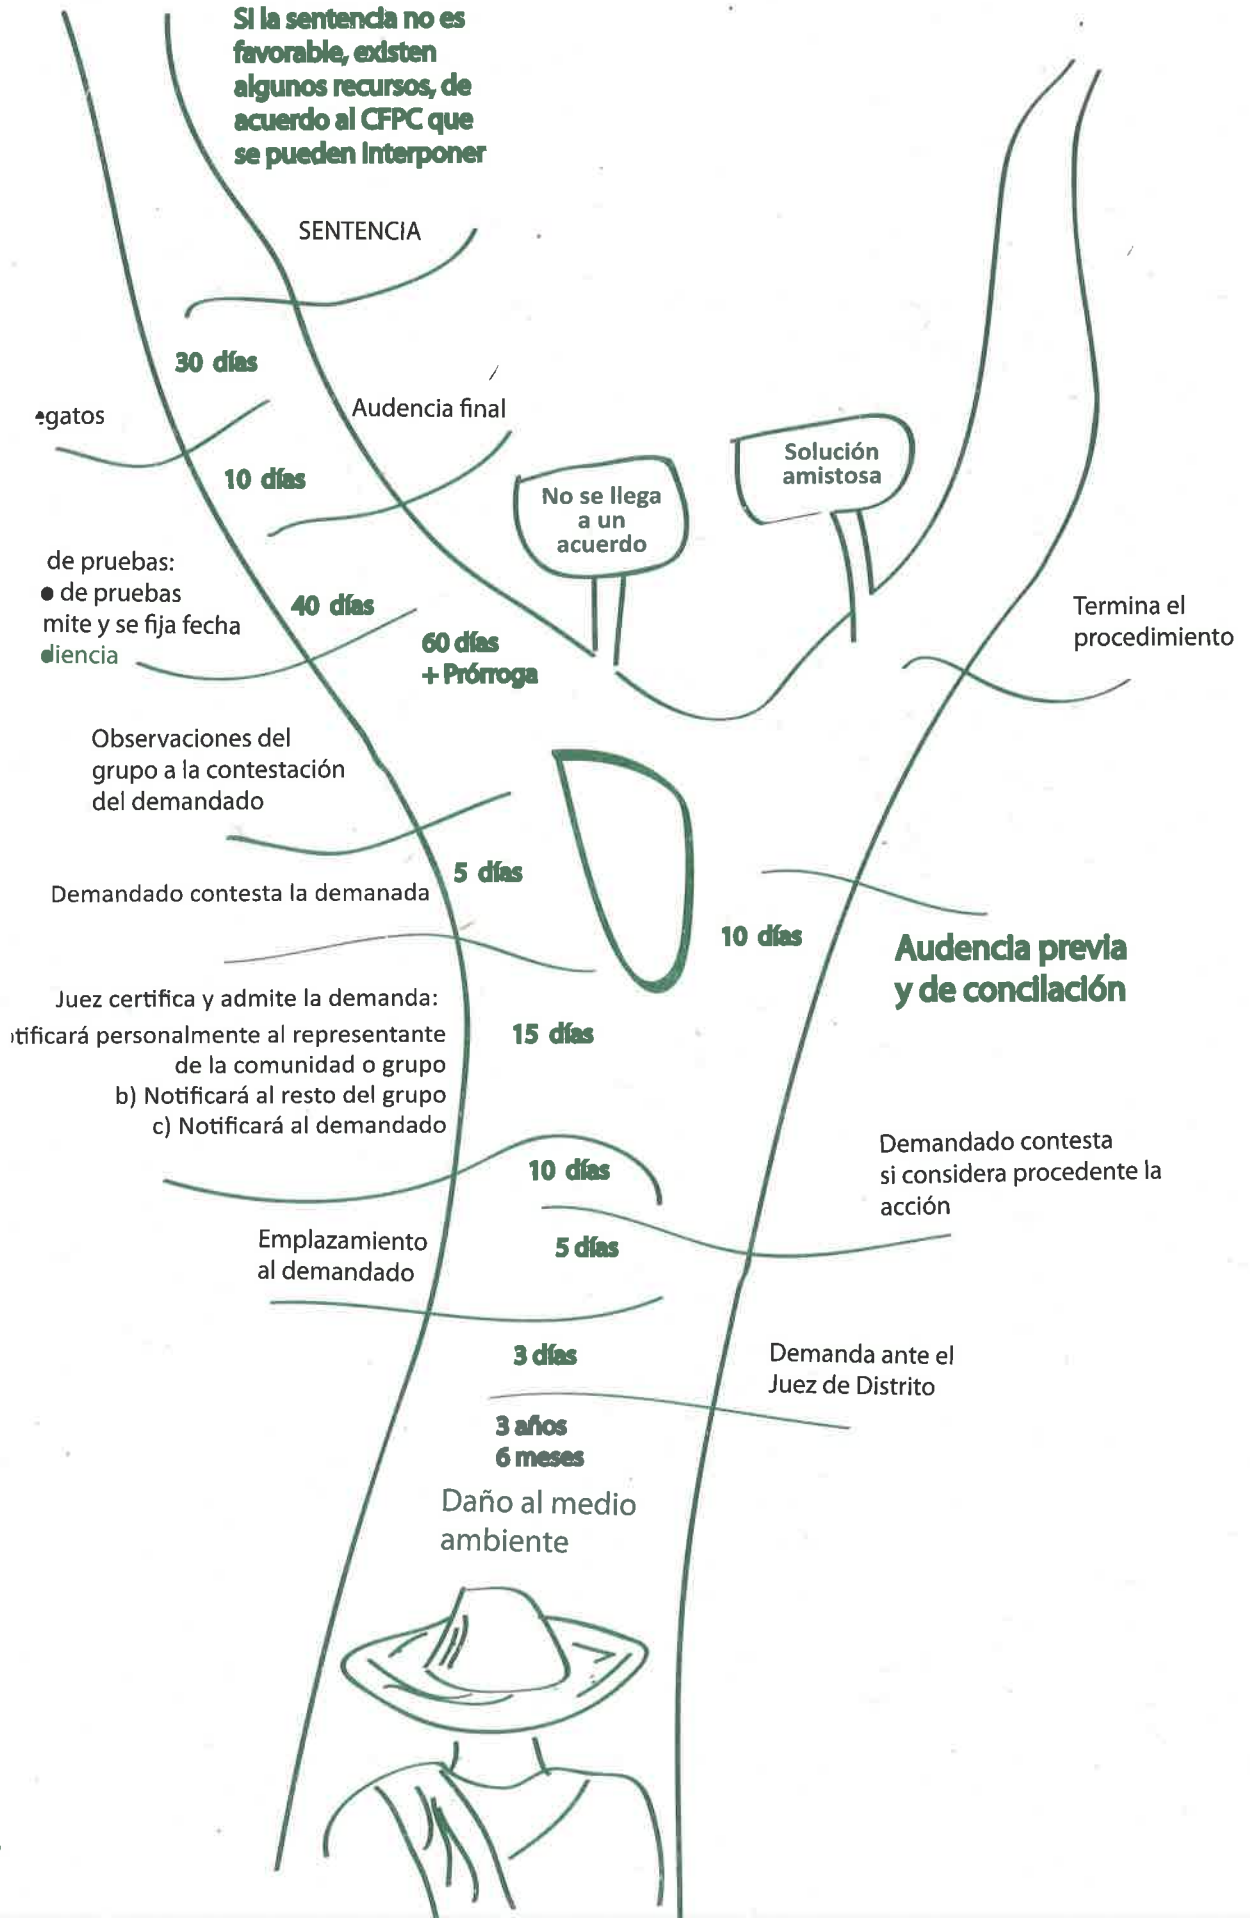 Si la sentencia no es
favorable, existen
algunos recursos, de
acuerdo al CFPC que
se pueden interponer
SENTENCIA
30 días
gatos
Audencia final
10 días
Solución
amistosa
No se llega
a un
acuerdo
de pruebas:
de pruebas
mite y se fija fecha
diencia
40 días
60 días
+ Prórroga
Termina el
procedimiento
Observaciones del
grupo a la contestación
del demandado
5 días
Demandado contesta la demanada
10 días
Audencia previa
y de concilación
Juez certifica y admite la demanda:
tificará personalmente al representante
de la comunidad o grupo
b) Notificará al resto del grupo
c) Notificará al demandado
15 días
10 días
Demandado contesta
si considera procedente la
acción
Emplazamiento
al demandado
5 días
3 días
Demanda ante el
Juez de Distrito
3 años
6 meses
Daño al medio
ambiente